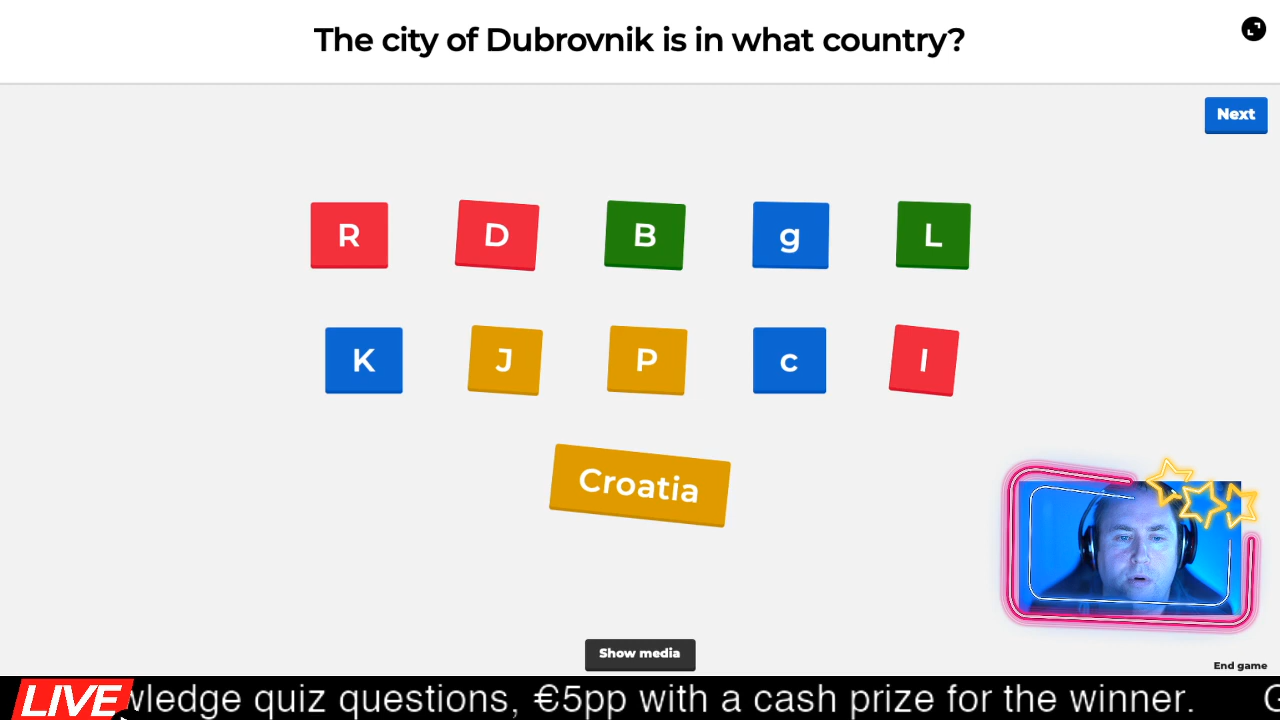 The city of Dubrovnik is in what country?
Next
R D B g L
K J P c I
Croatia
Show media
End game
LIVE wledge quiz questions, €5pp with a cash prize for the winner.